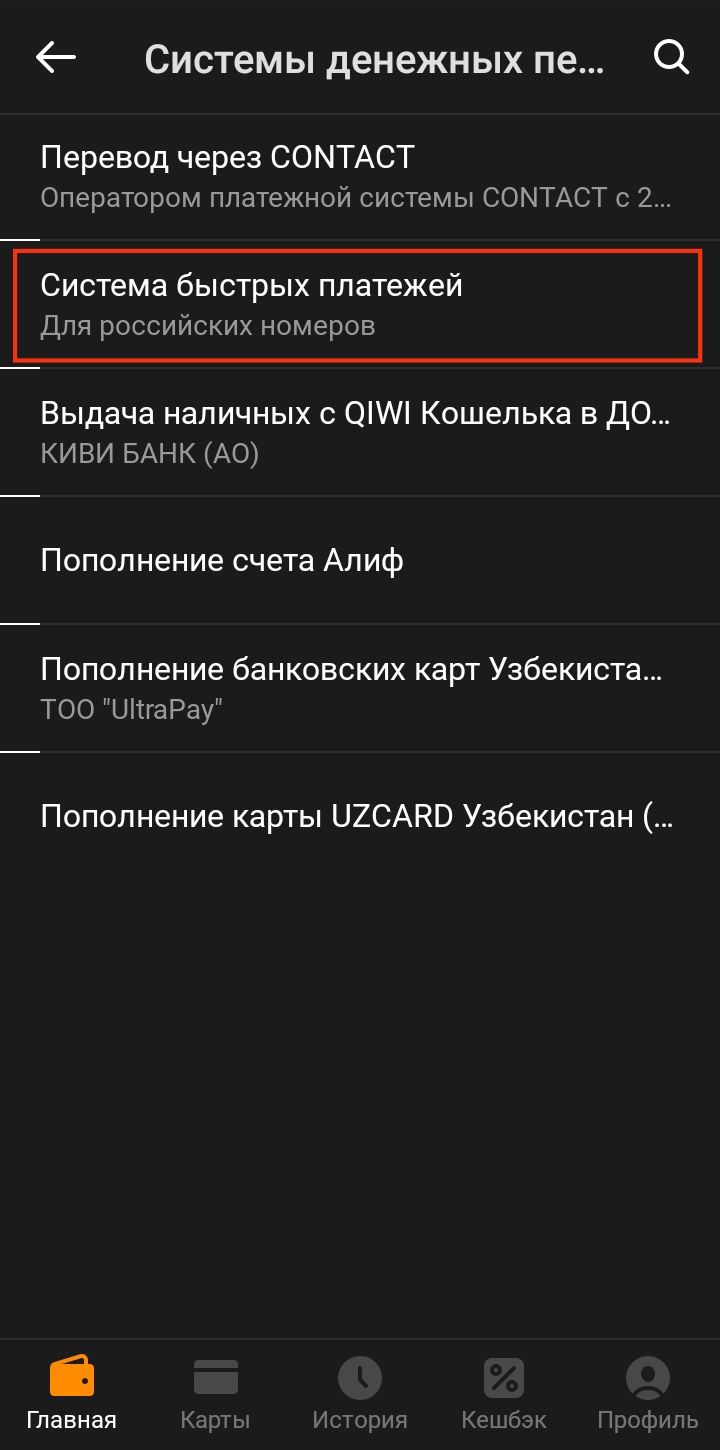 Системы денежных пе...
Перевод через CONTACT
Оператором платежной системы CONTACT с 2...
Система быстрых платежей
Для российских номеров
Выдача наличных с QIWI Кошелька в ДО...
КИВИ БАНК (АО)
Пополнение счета Алиф
Пополнение банковских карт Узбекиста...
ТОО "UltraPay"
Пополнение карты UZCARD Узбекистан (...
Главная Карты История Кешбэк Профиль